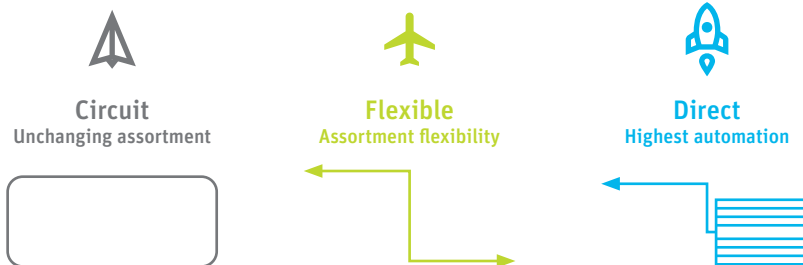 Circuit
Unchanging assortment
Flexible
Assortment flexibility
Direct
Highest automation